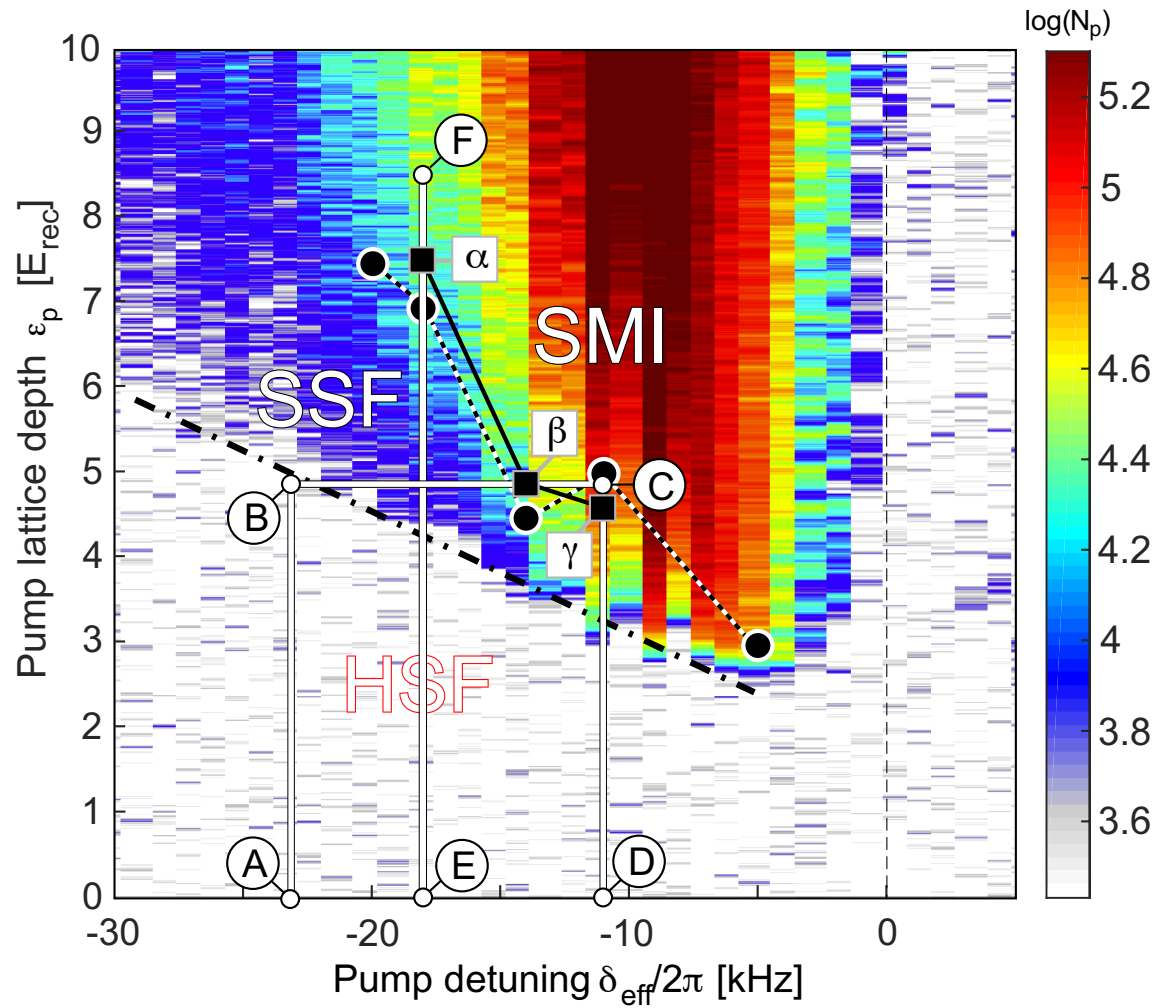 log(N_p)
10
9
8
7
6
5
4
3
2
1
0
Pump lattice depth ε_p [E_rec]
5.2
5
4.8
4.6
4.4
4.2
4
3.8
3.6
F
α
SMI
SSF
β
B
C
γ
HSF
A
E
D
-30
-20
-10
0
Pump detuning δ_eff/2π [kHz]